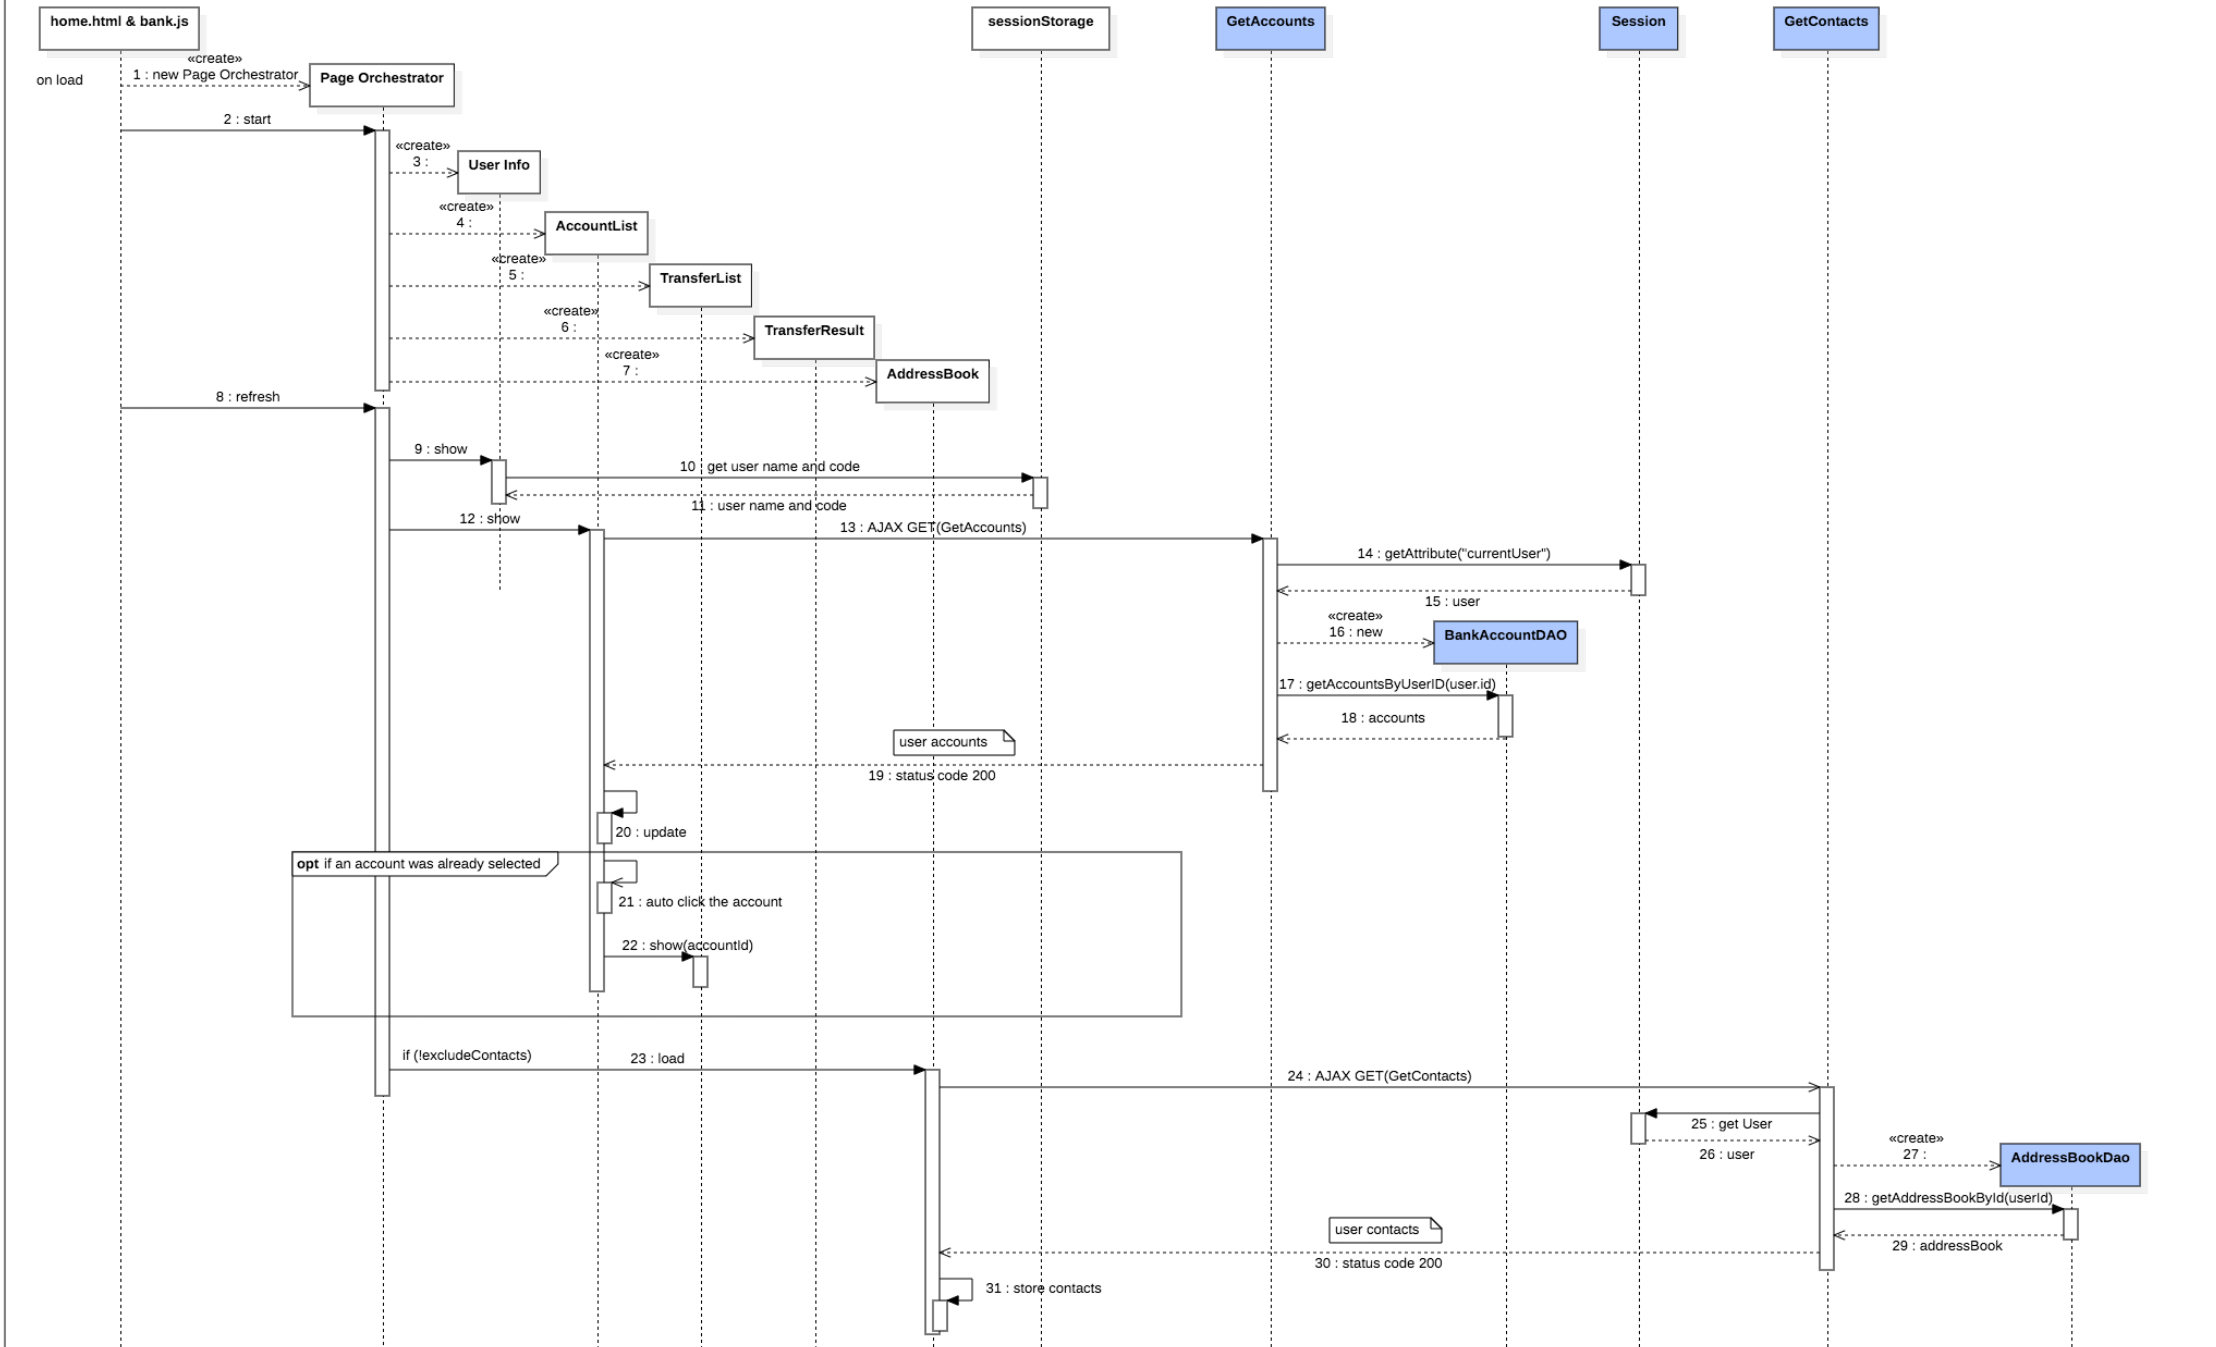 home.html & bank.js
sessionStorage
GetAccounts
Session
GetContacts
on load
«create»
1 : new Page Orchestrator
Page Orchestrator
2 : start
«create»
3 :
User Info
«create»
4 :
AccountList
«create»
5 :
TransferList
«create»
6 :
TransferResult
«create»
7 :
AddressBook
8 : refresh
9 : show
10 : get user name and code
11 : user name and code
12 : show
13 : AJAX GET(GetAccounts)
14 : getAttribute("currentUser")
15 : user
«create»
16 : new
BankAccountDAO
17 : getAccountsByUserID(user.id)
18 : accounts
user accounts
19 : status code 200
20 : update
opt if an account was already selected
21 : auto click the account
22 : show(accountId)
if (!excludeContacts)
23 : load
24 : AJAX GET(GetContacts)
25 : get User
26 : user
«create»
27 :
AddressBookDao
28 : getAddressBookById(userId)
29 : addressBook
user contacts
30 : status code 200
31 : store contacts